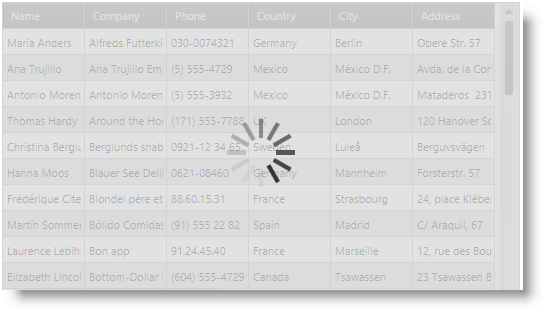 Name Company Phone Country City Address
Maria Anders Alfreds Futterki 030-0074321 Germany Berlin Obere Str. 57
Ana Trujillo Ana Trujillo Em (5) 555-4729 Mexico México D.F. Avda. de la Con
Antonio Moren Antonio Moren (5) 555-3932 Mexico México D.F. Mataderos 231
Thomas Hardy Around the Hor (171) 555-7788 London 120 Hanover Sq
Christina Berglu Berglunds snab 0921-12 34 65 Sweden Luleå Berguvsvägen
Hanna Moos Blauer See Deli 0621-08460 Germany Mannheim Forsterstr. 57
Frédérique Cite Blondel père et 88.60.15.31 France Strasbourg 24, place Klébe
Martín Sommer Bólido Comidas (91) 555 22 82 Spain Madrid C/ Araquil, 67
Laurence Lebih Bon app' 91.24.45.40 France Marseille 12, rue des Bou
Elizabeth Lincol Bottom-Dollar (604) 555-4729 Canada Tsawassen 23 Tsawassen B